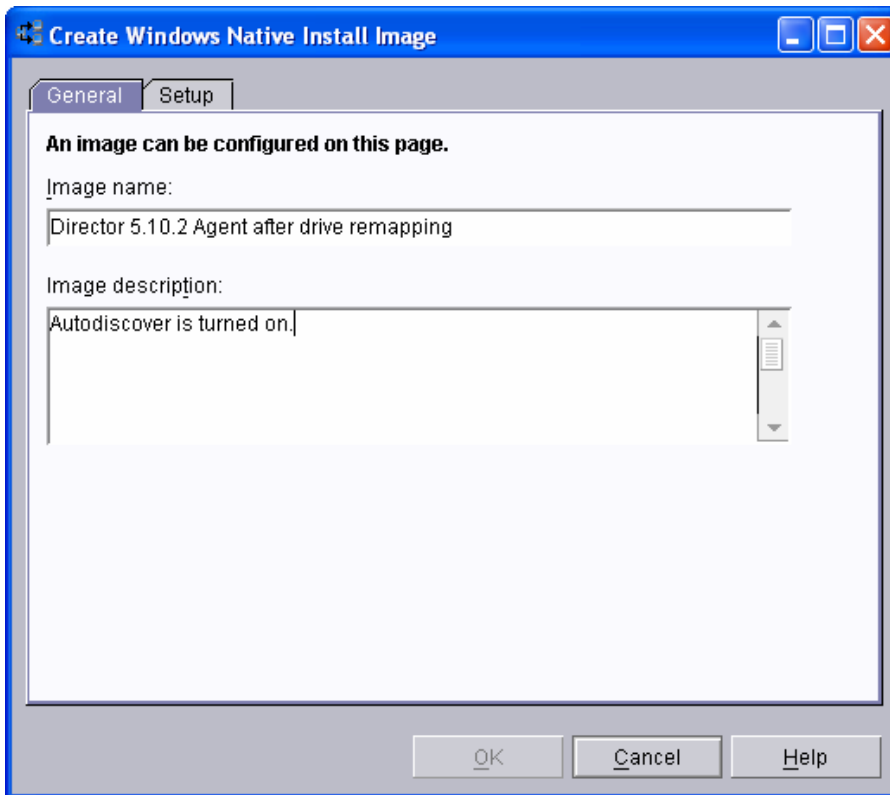 Create Windows Native Install Image
General Setup
An image can be configured on this page.
Image name:
Director 5.10.2 Agent after drive remapping
Image description:
Autodiscover is turned on.
OK Cancel Help